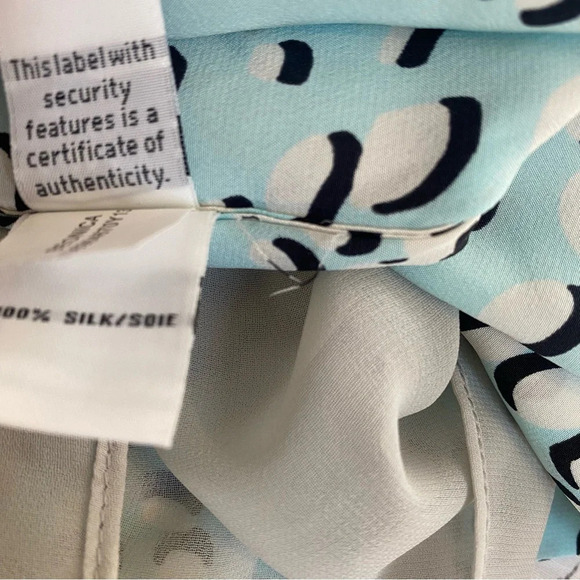 This label with
security
features is a
certificate of
authenticity.
100% SILK/SOIE